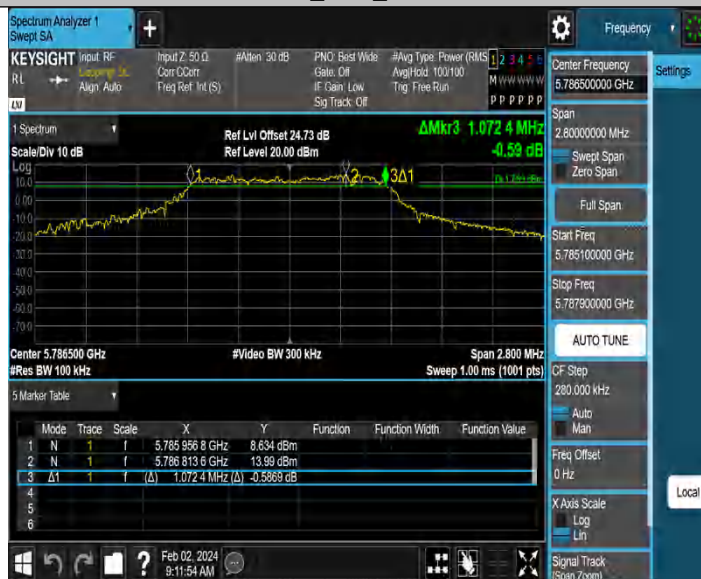 Spectrum Analyzer 1
Swept SA
Frequency
KEYSIGHT
Input: RF
Input Z: 50 Ω
#Atten: 30 dB
PNO: Best Wide
#Avg Type: Power (RMS
1 2 3 4 5 6
RL
Corr CCorr
Gate: Off
Avg|Hold: 100/100
M W W W W W
Align: Auto
Freq Ref: Int (S)
IF Gain: Low
Trig: Free Run
Sig Track: Off
P P P P P P
Center Frequency
5.786500000 GHz
Settings
Span
2.80000000 MHz
Swept Span
Zero Span
Full Span
Start Freq
5.785100000 GHz
Stop Freq
5.787900000 GHz
AUTO TUNE
CF Step
280.000 kHz
Auto
Man
Freq Offset
0 Hz
X Axis Scale
Log
Lin
Signal Track
(Span Zoom)
Local
1 Spectrum
Scale/Div 10 dB
Ref Lvl Offset 24.73 dB
Ref Level 20.00 dBm
ΔMkr3 1.072 4 MHz
-0.59 dB
Log
10.0
0.00
-10.0
-20.0
-30.0
-40.0
-50.0
-60.0
-70.0
1
2
3Δ1
Center 5.786500 GHz
#Video BW 300 kHz
Span 2.800 MHz
#Res BW 100 kHz
Sweep 1.00 ms (1001 pts)
5 Marker Table
Mode Trace Scale X Y Function Function Width Function Value
1 N 1 f 5.785 956 8 GHz 8.634 dBm
2 N 1 f 5.786 813 6 GHz 13.99 dBm
3 Δ1 1 f (Δ) 1.072 4 MHz (Δ) -0.5869 dB
4
5
6
?
Feb 02, 2024
9:11:54 AM